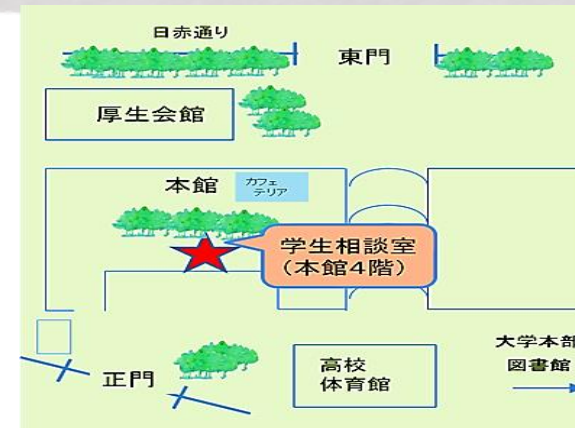 日赤通り
東門
厚生会館
本館
カフェ
テリア
学生相談室
(本館4階)
大学本部
図書館
正門
高校
体育館